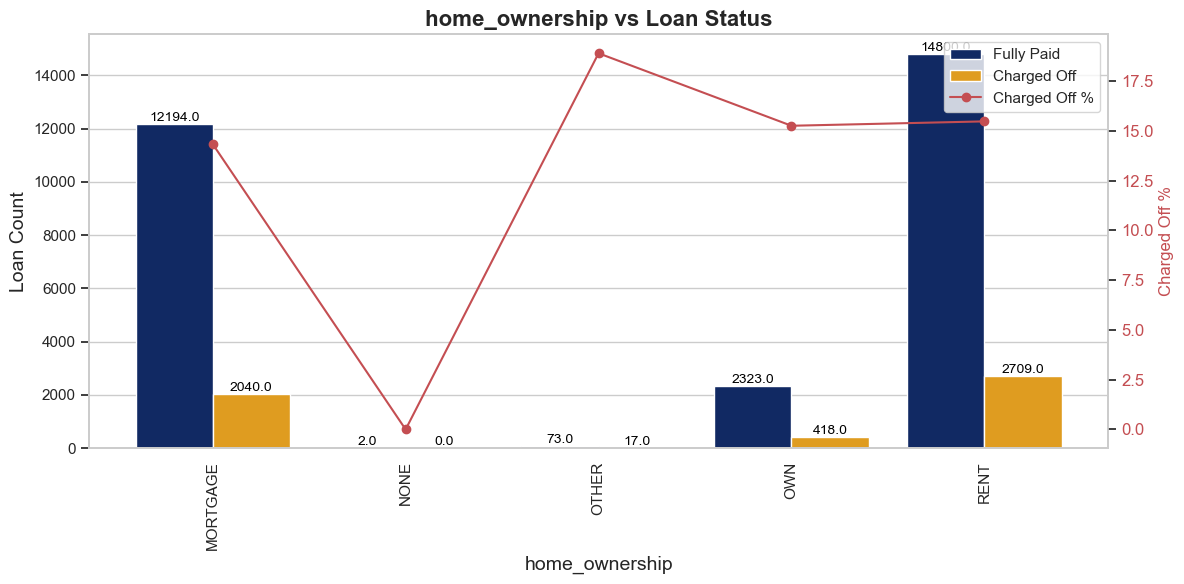 home_ownership vs Loan Status
Fully Paid
Charged Off
Charged Off %
14000
12000
10000
8000
6000
4000
2000
0
Loan Count
12194.0
2040.0
2.0
0.0
73.0
17.0
2323.0
418.0
2709.0
17.5
15.0
12.5
10.0
7.5
5.0
2.5
0.0
Charged Off %
MORTGAGE
NONE
OTHER
OWN
RENT
home_ownership